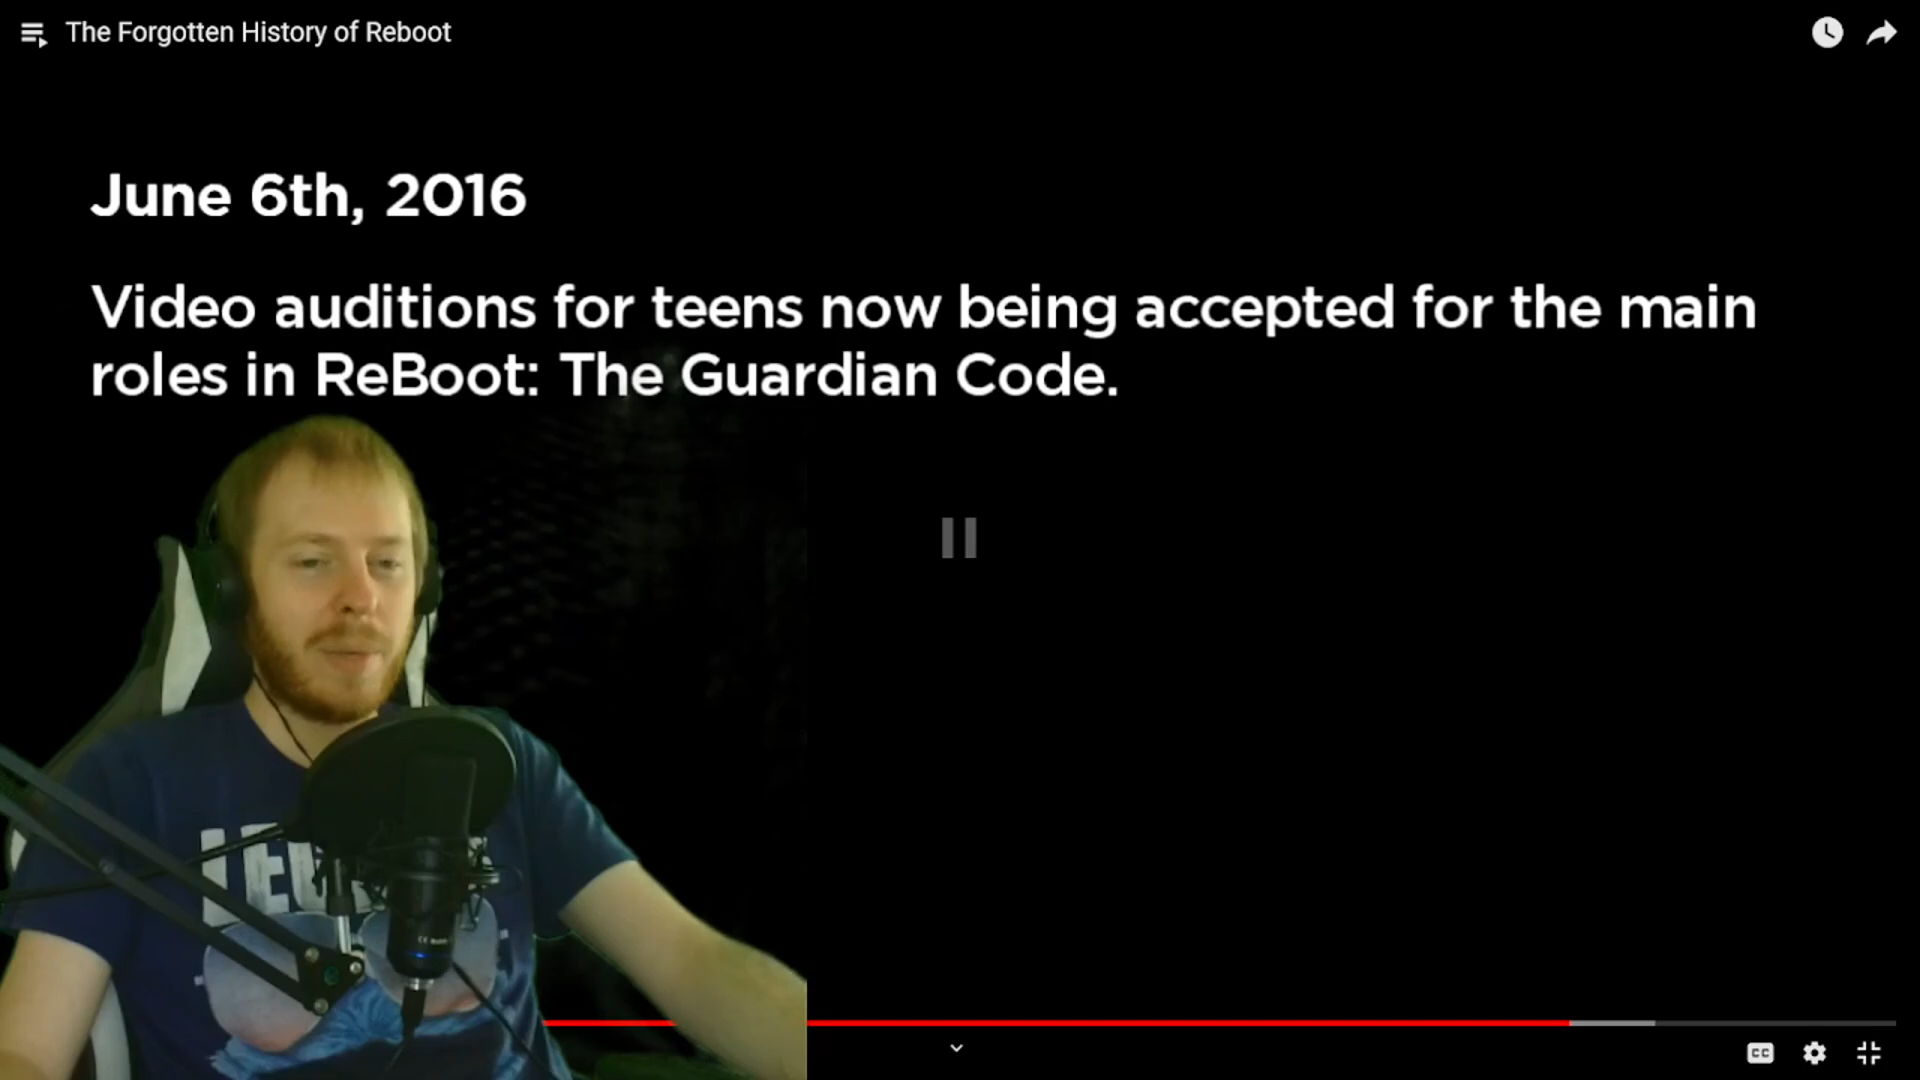 The Forgotten History of Reboot
June 6th, 2016
Video auditions for teens now being accepted for the main
roles in ReBoot: The Guardian Code.
CC